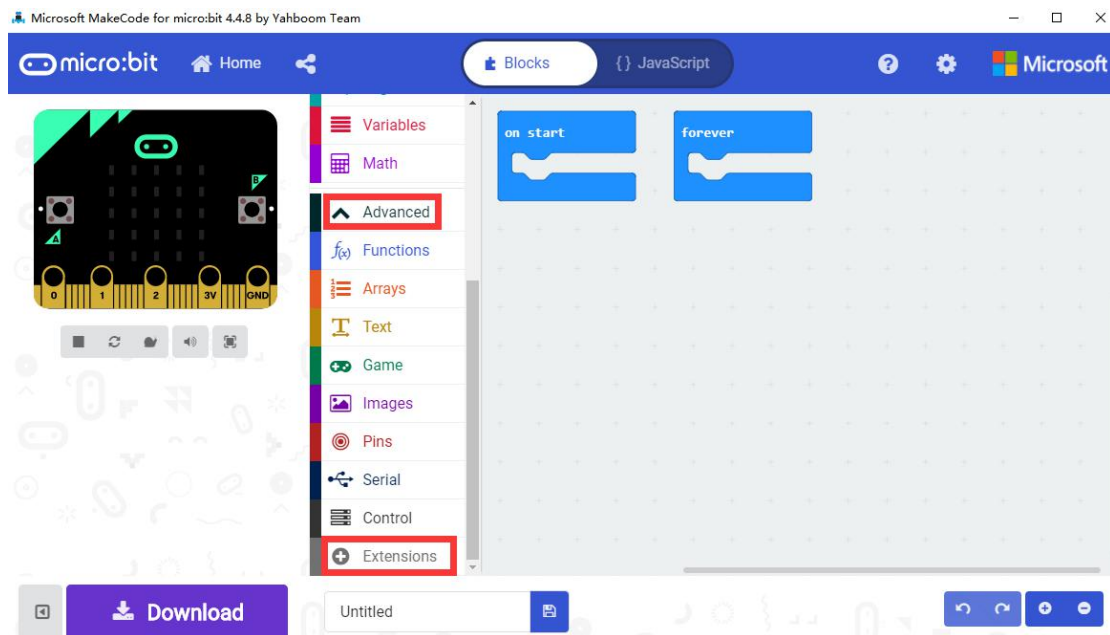 Microsoft MakeCode for micro:bit 4.4.8 by Yahboom Team
micro:bit
Home
Blocks
{} JavaScript
Microsoft
B
A
0 1 2 3V GND
Variables
Math
Advanced
f(x) Functions
Arrays
Text
Game
Images
Pins
Serial
Control
Extensions
on start
forever
Download
Untitled